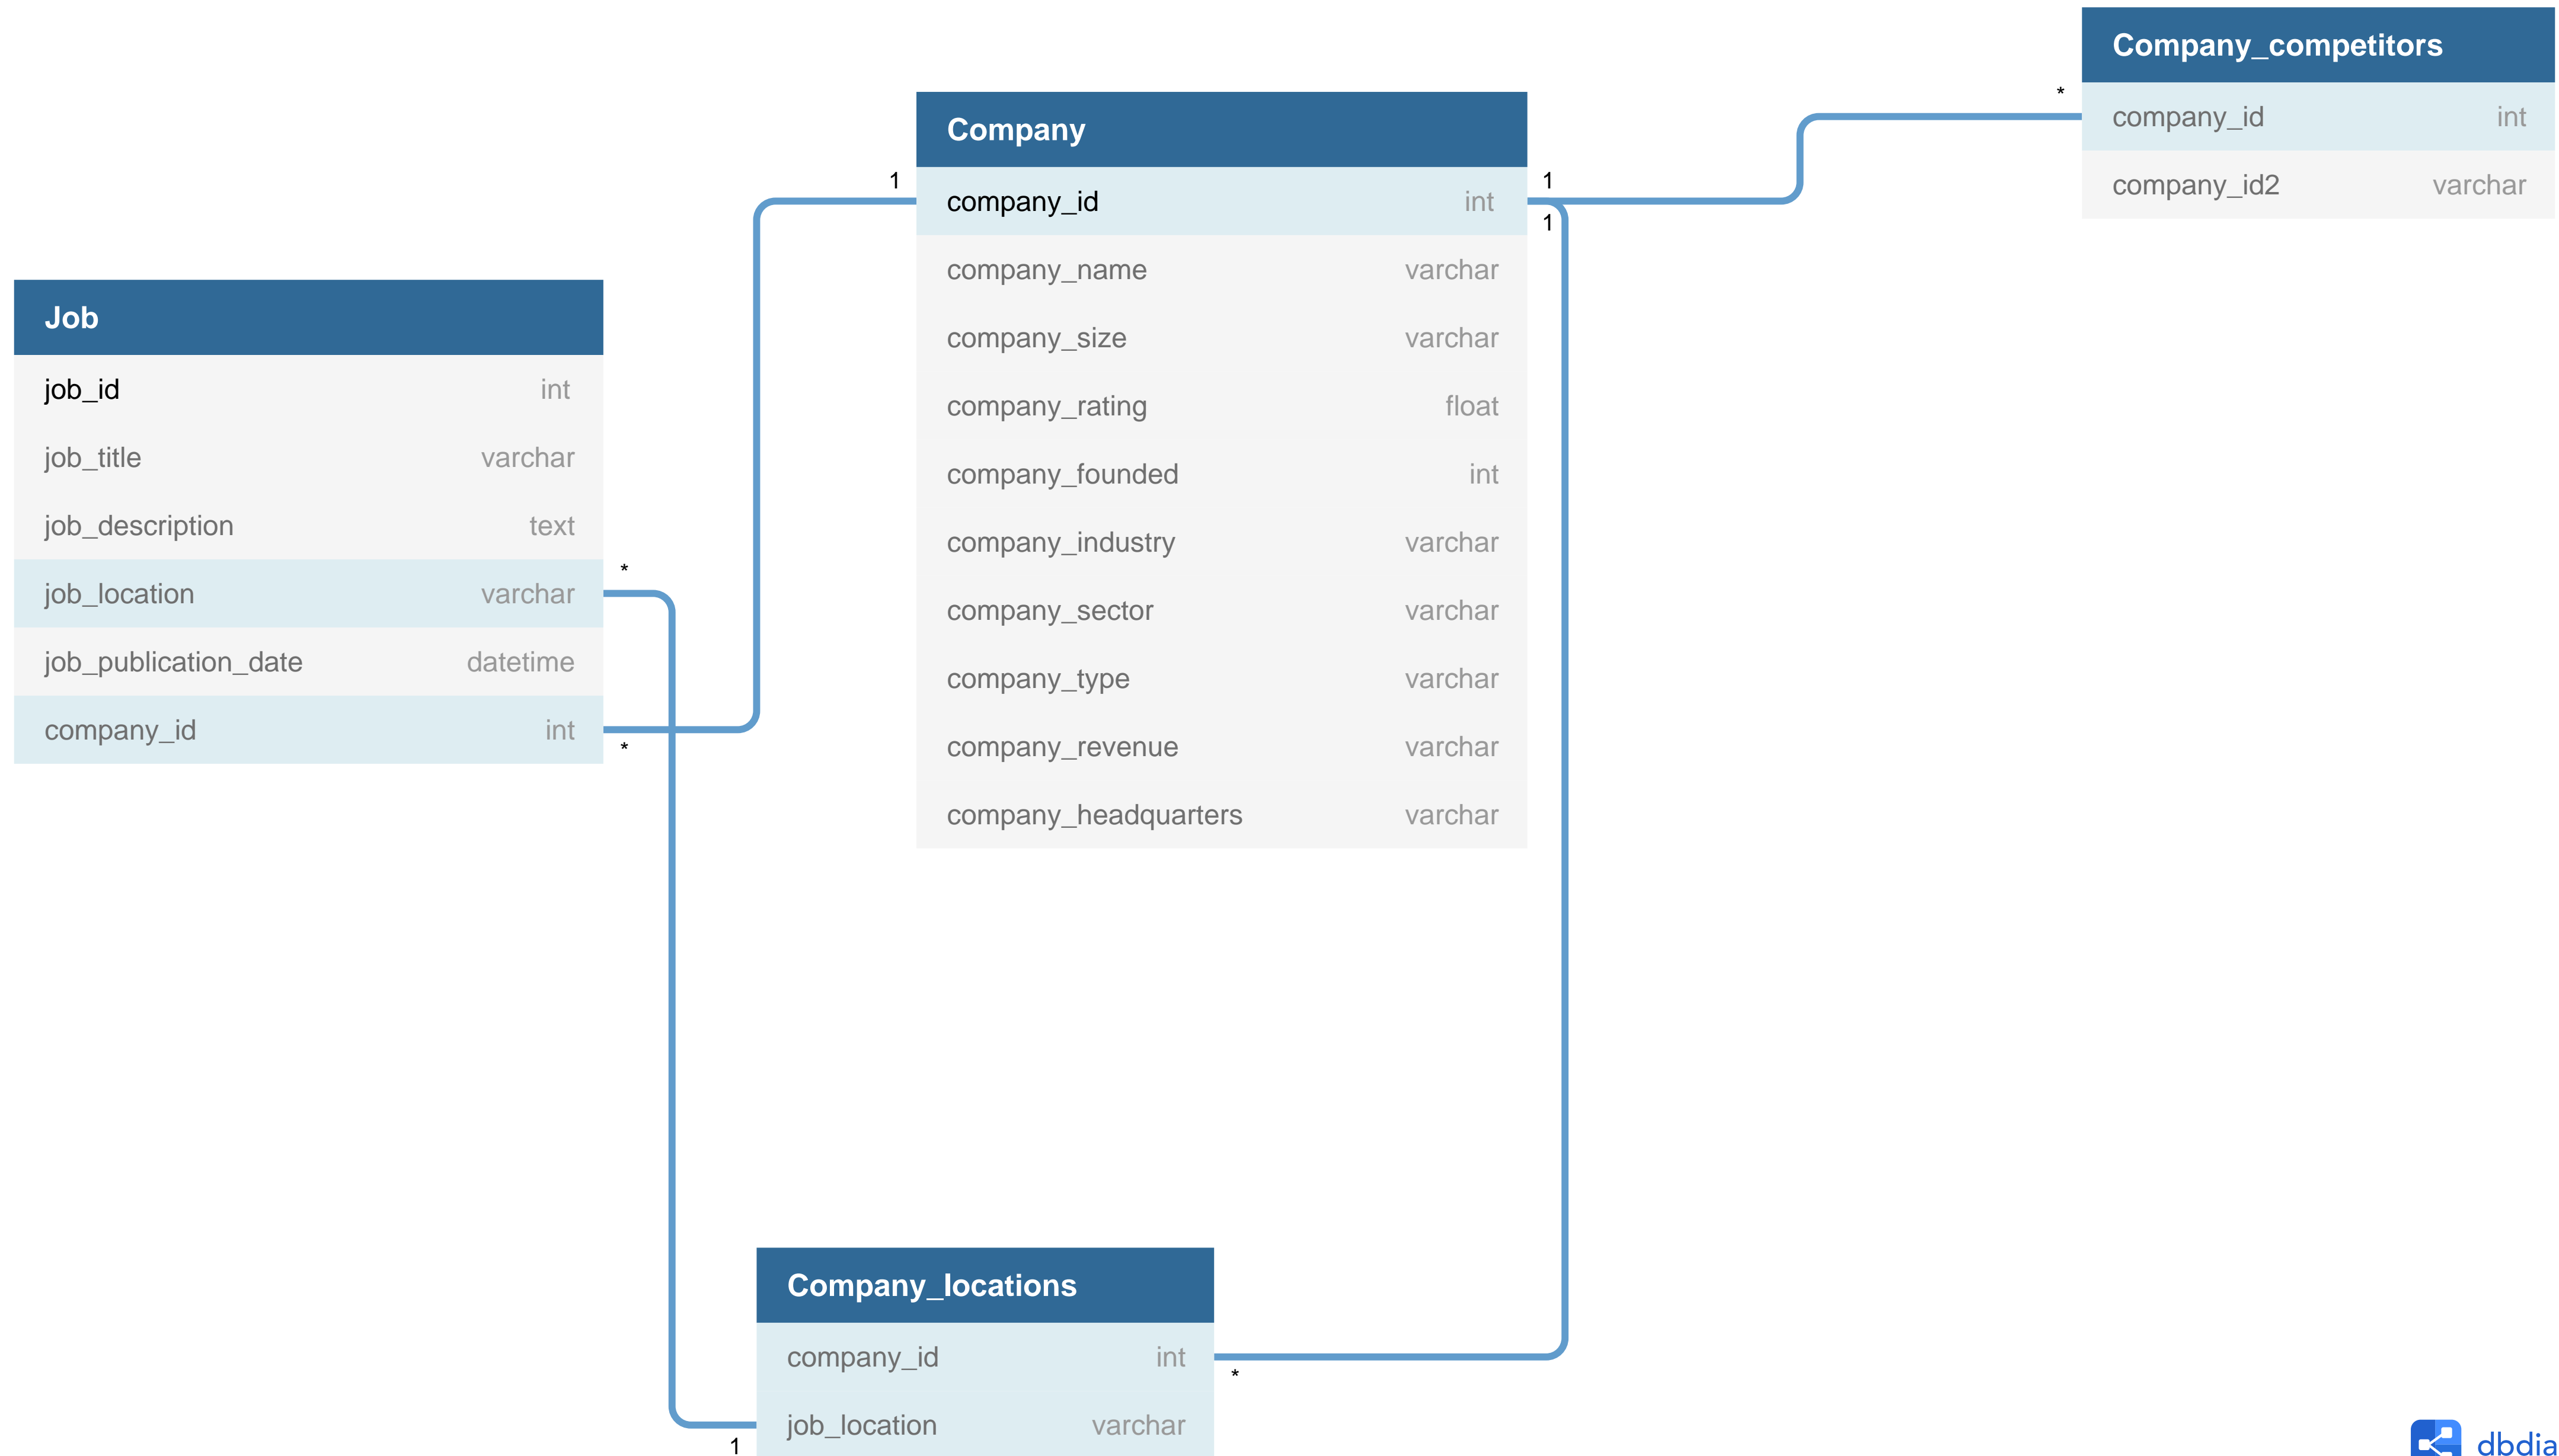 Company_competitors
company_id int
company_id2 varchar
*
Company
1
1
1
company_id int
company_name varchar
company_size varchar
company_rating float
company_founded int
company_industry varchar
company_sector varchar
company_type varchar
company_revenue varchar
company_headquarters varchar
Job
job_id int
job_title varchar
job_description text
job_location varchar
job_publication_date datetime
company_id int
*
*
Company_locations
company_id int
job_location varchar
*
1
dbdia